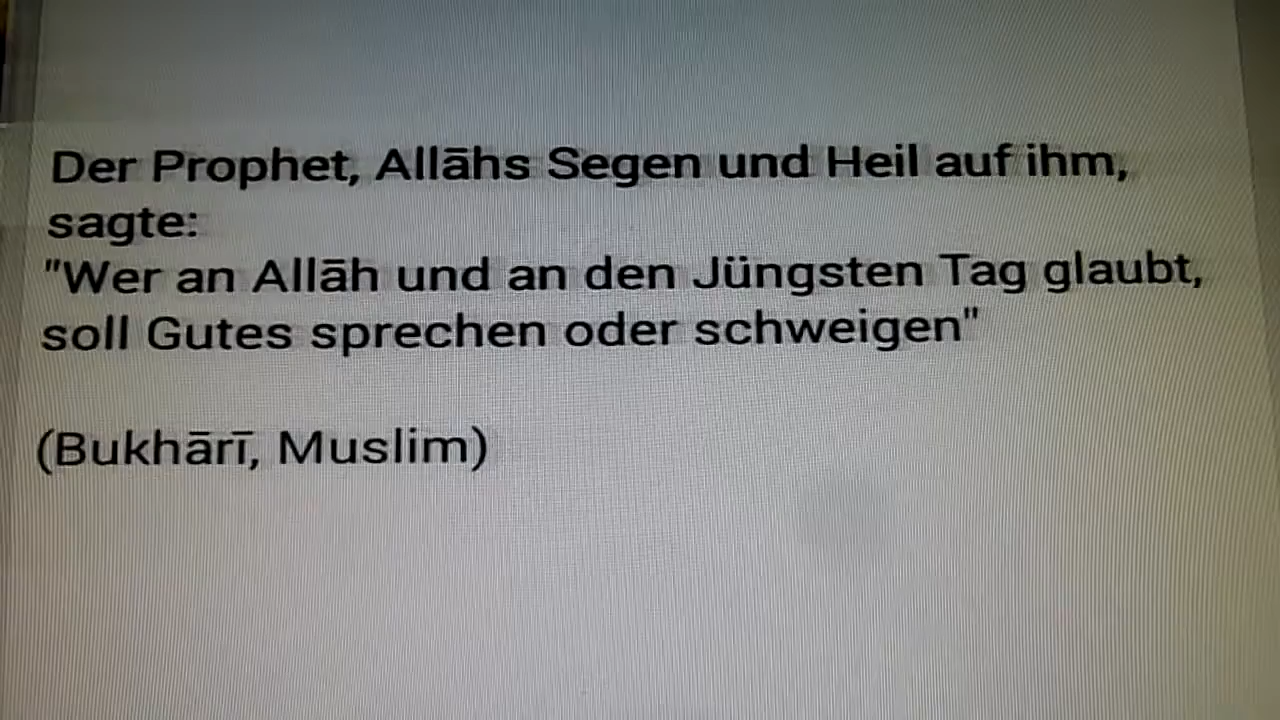 Der Prophet, Allāhs Segen und Heil auf ihm,
sagte:
"Wer an Allāh und an den Jüngsten Tag glaubt,
soll Gutes sprechen oder schweigen"
(Bukhārī, Muslim)